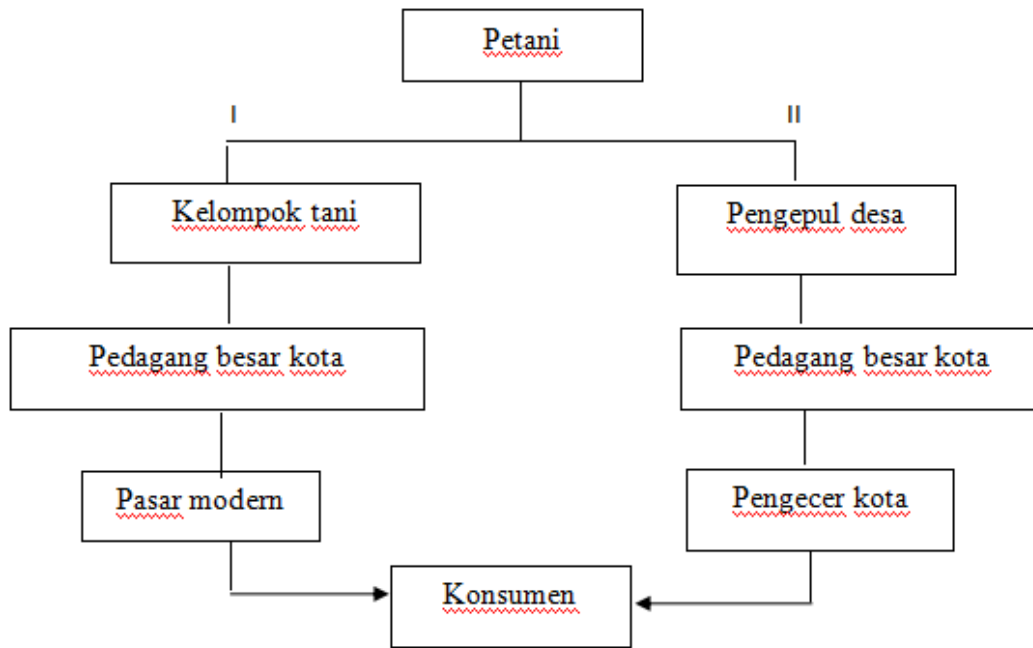 Petani
I
II
Kelompok tani
Pengepul desa
Pedagang besar kota
Pedagang besar kota
Pasar modern
Pengecer kota
Konsumen